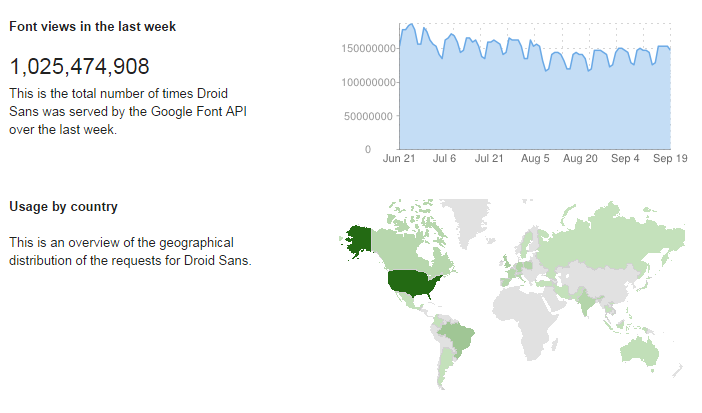 Font views in the last week
1,025,474,908
This is the total number of times Droid
Sans was served by the Google Font API
over the last week.
150000000
100000000
50000000
0
Jun 21 Jul 6 Jul 21 Aug 5 Aug 20 Sep 4 Sep 19
Usage by country
This is an overview of the geographical
distribution of the requests for Droid Sans.